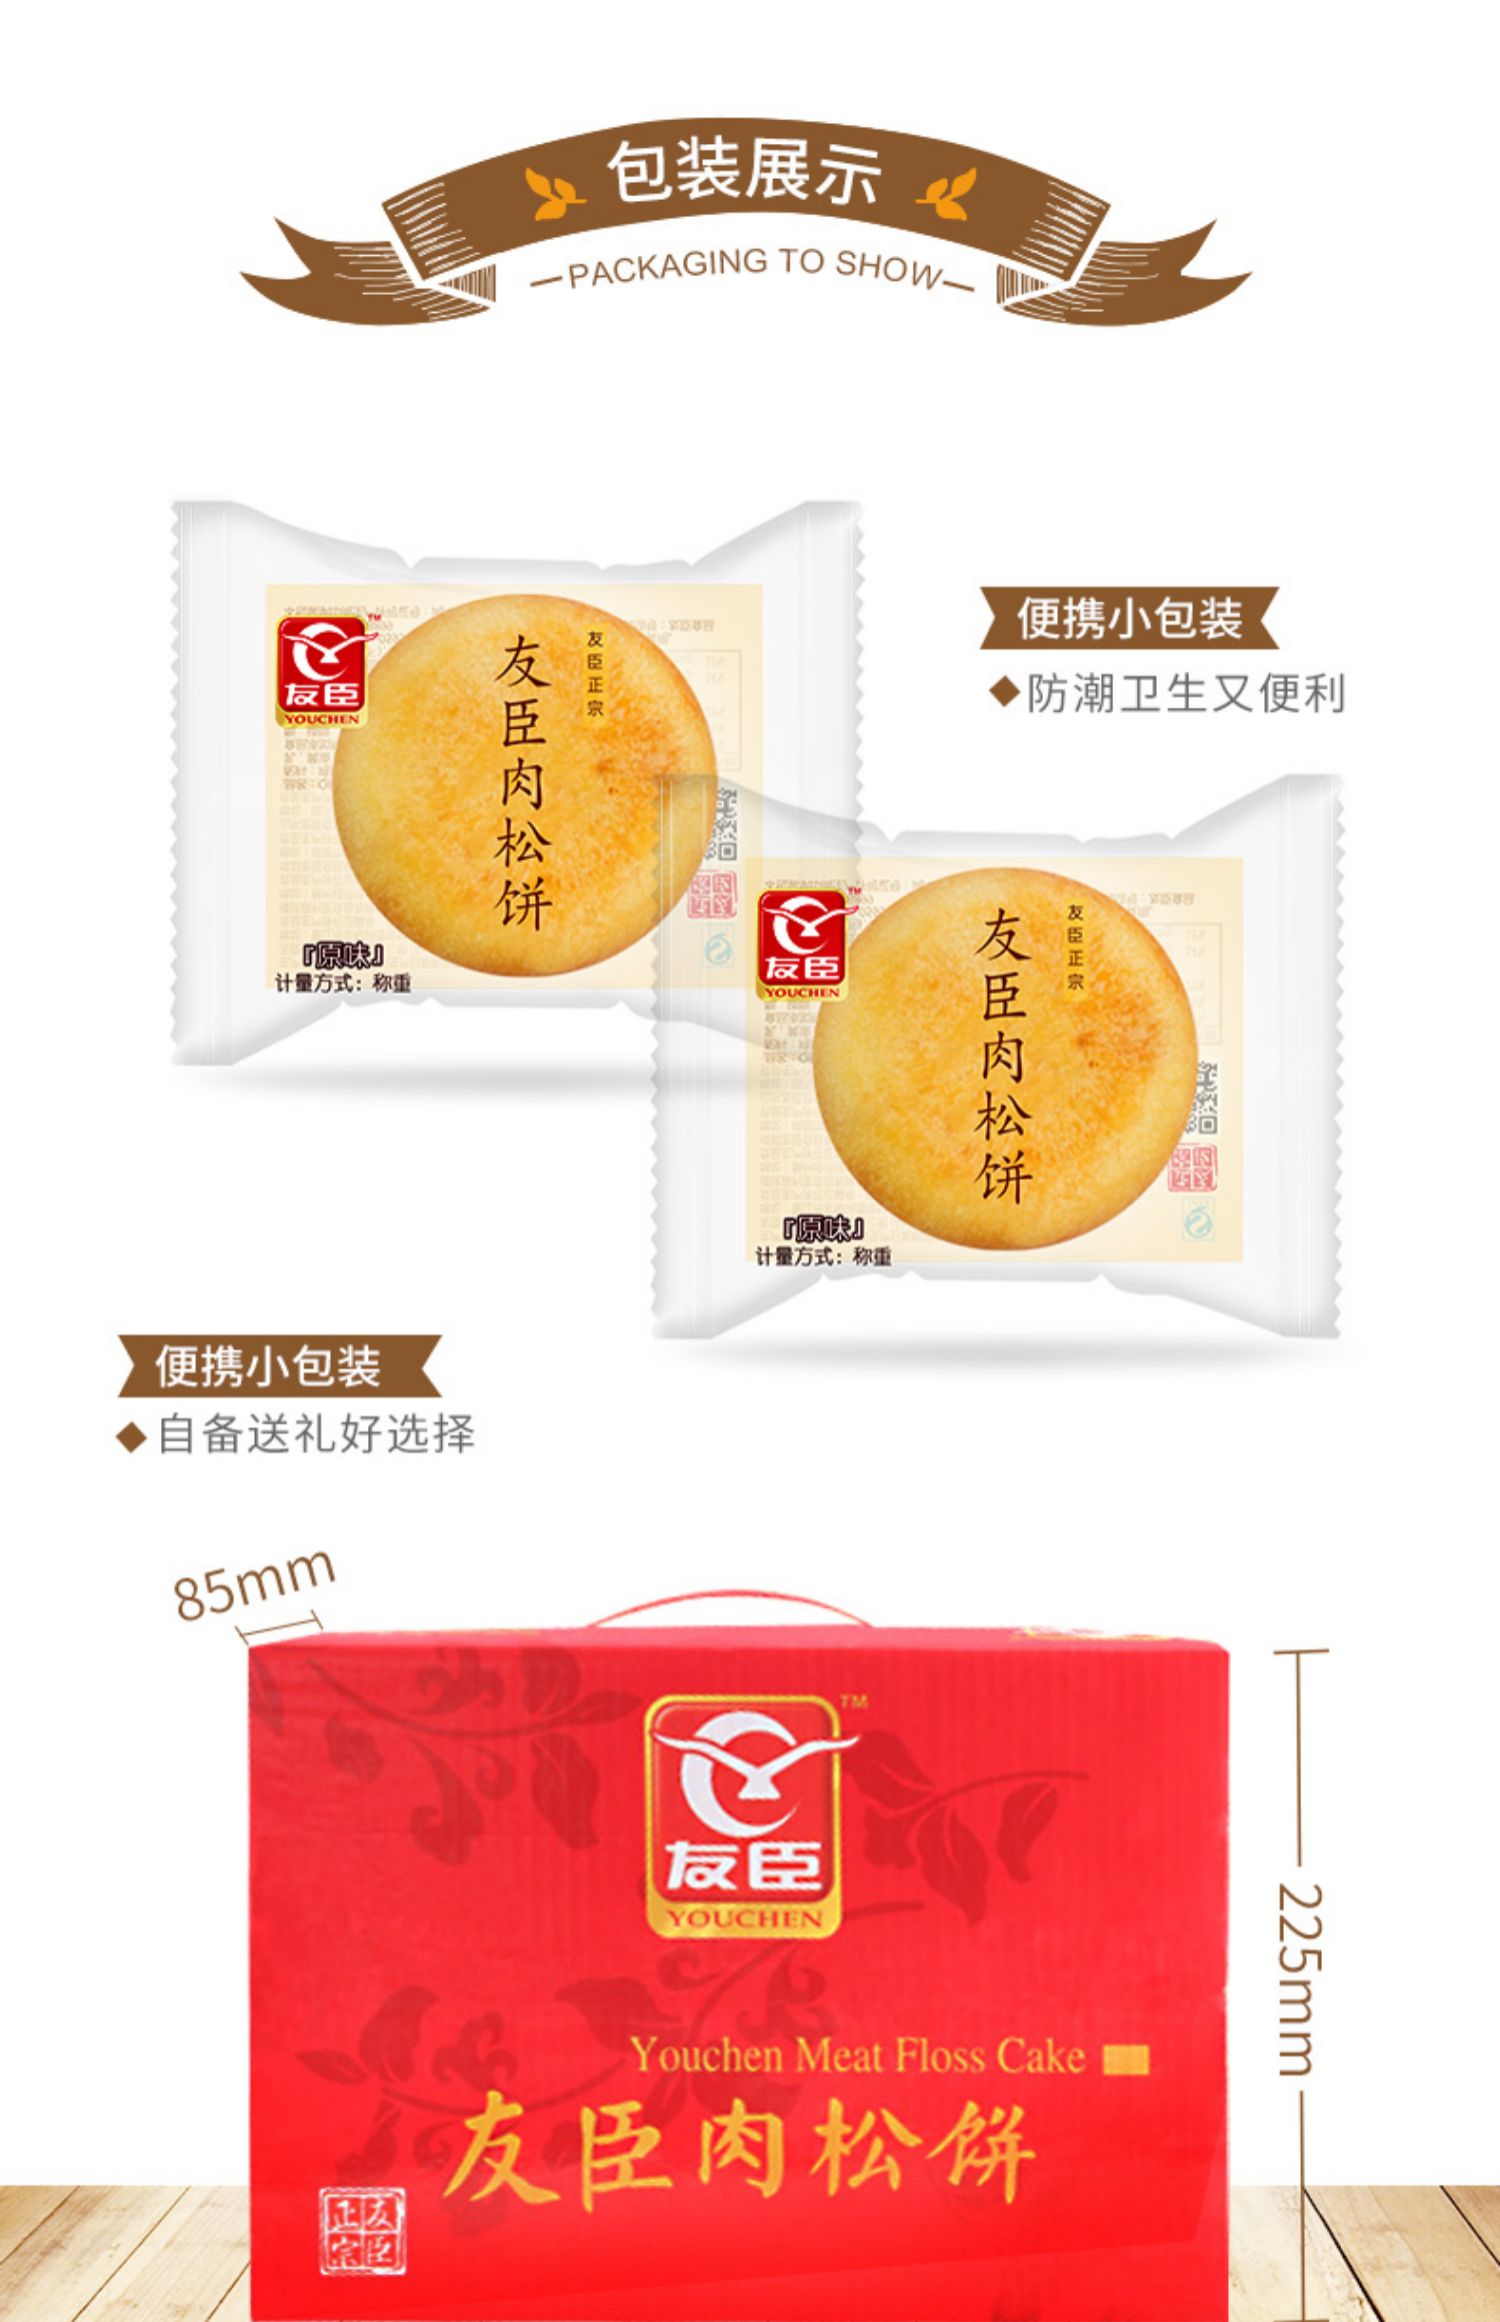 包装展示
PACKAGING TO SHOW
友臣
YOUCHEN
TM
友臣肉松饼
友臣正宗
「原味」
计量方式：称重
便携小包装
防潮卫生又便利
友臣
YOUCHEN
TM
友臣肉松饼
友臣正宗
「原味」
计量方式：称重
便携小包装
自备送礼好选择
85mm
TM
友臣
YOUCHEN
225mm
Youchen Meat Floss Cake
友臣肉松饼
友臣正宗